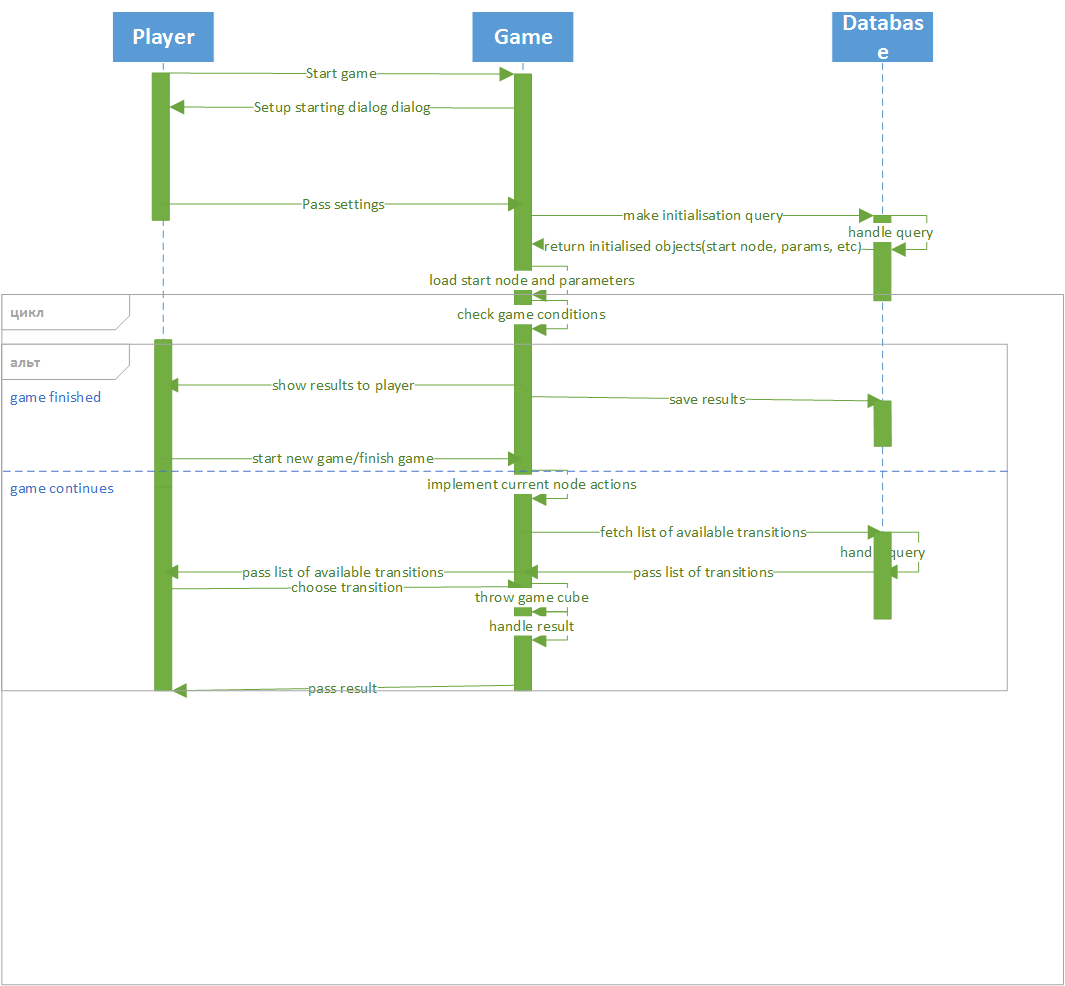 Player
Game
Databas
e
Start game
Setup starting dialog dialog
Pass settings
make initialisation query
handle query
return initialised objects(start node, params, etc)
load start node and parameters
цикл
check game conditions
альт
show results to player
game finished
save results
start new game/finish game
implement current node actions
game continues
fetch list of available transitions
handle query
pass list of available transitions
pass list of transitions
choose transition
throw game cube
handle result
pass result